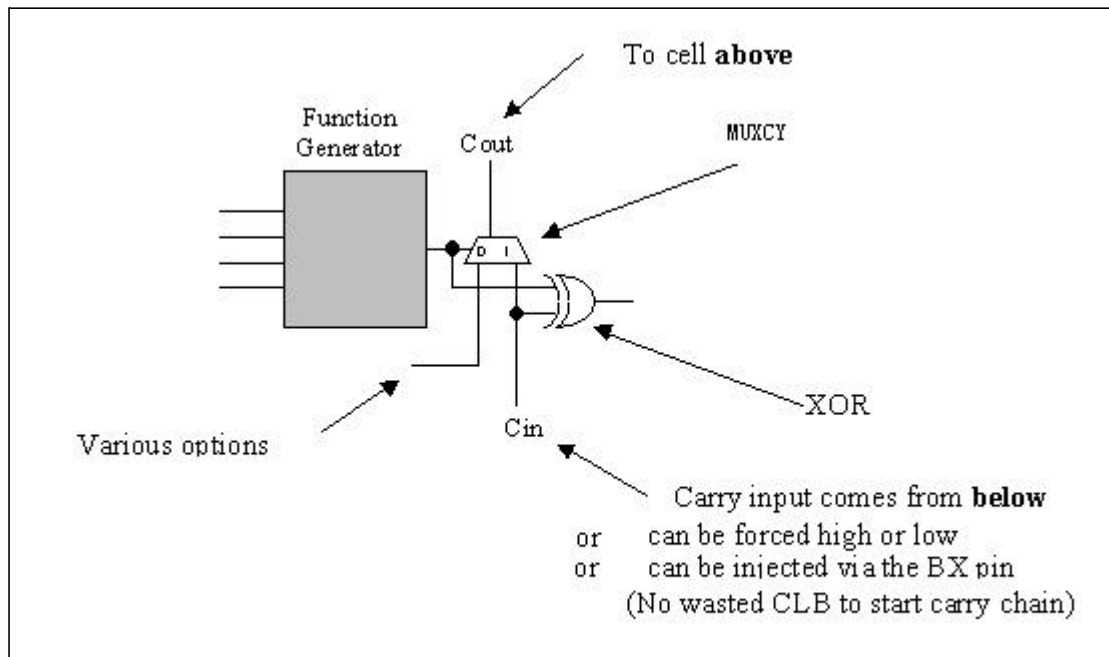 To cell above
Function
Generator
Cout
MUXCY
D I
XOR
Various options
Cin
Carry input comes from below
or can be forced high or low
or can be injected via the BX pin
(No wasted CLB to start carry chain)